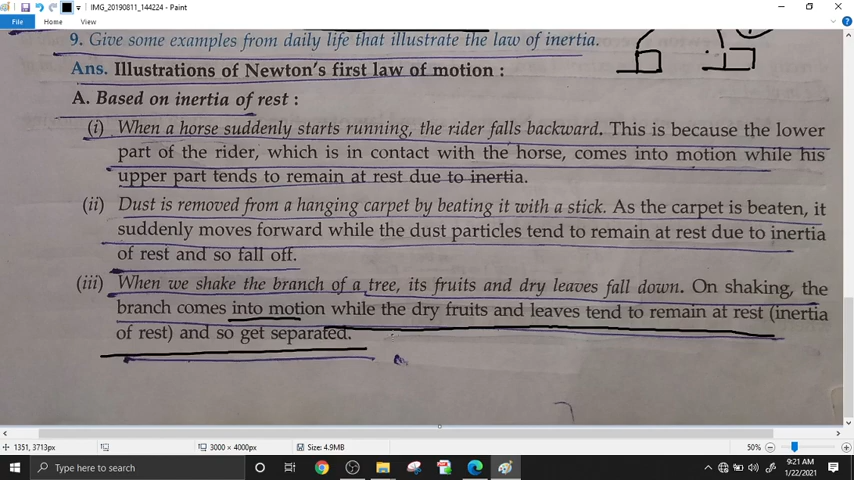 IMG_20190811_144224 - Paint
File
Home
View
9. Give some examples from daily life that illustrate the law of inertia.
Ans. Illustrations of Newton's first law of motion :
A. Based on inertia of rest :
(i) When a horse suddenly starts running, the rider falls backward. This is because the lower
part of the rider, which is in contact with the horse, comes into motion while his
upper part tends to remain at rest due to inertia.
(ii) Dust is removed from a hanging carpet by beating it with a stick. As the carpet is beaten, it
suddenly moves forward while the dust particles tend to remain at rest due to inertia
of rest and so fall off.
(iii) When we shake the branch of a tree, its fruits and dry leaves fall down. On shaking, the
branch comes into motion while the dry fruits and leaves tend to remain at rest (inertia
of rest) and so get separated.
1351, 3713px
3000 × 4000px
Size: 4.9MB
50%
Type here to search
9:21 AM
1/22/2021